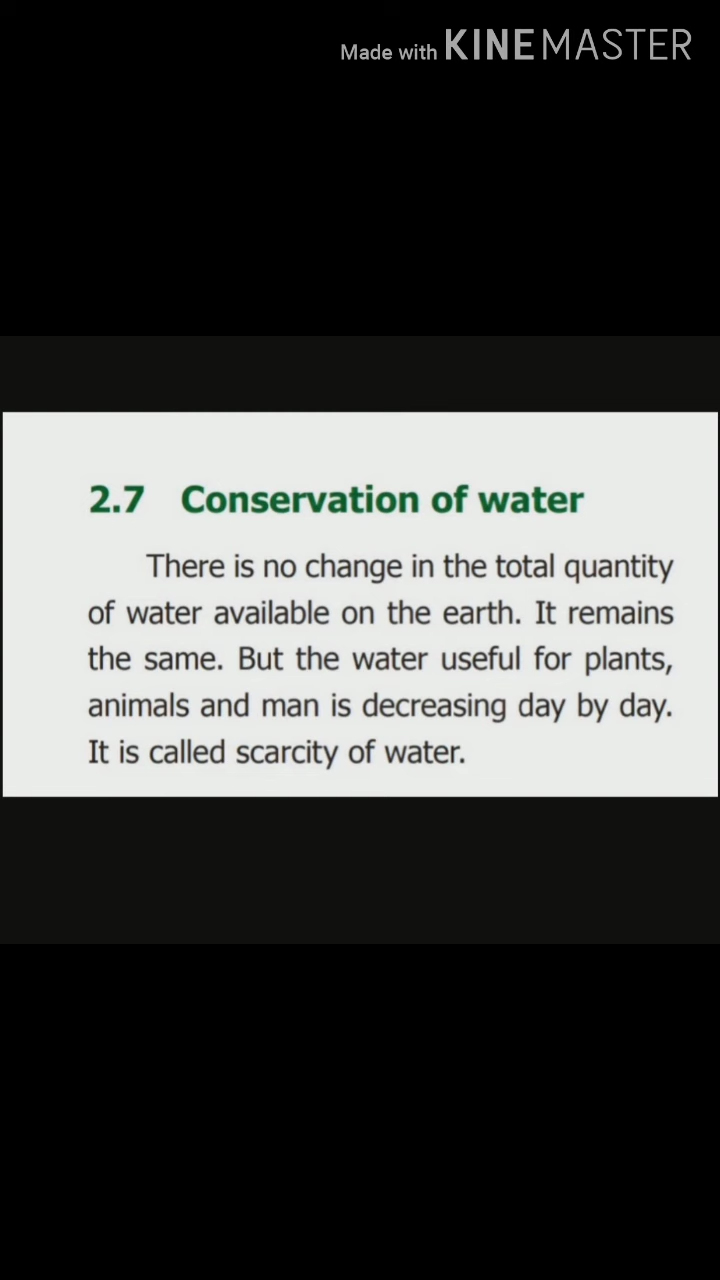 Made with KINEMASTER
2.7 Conservation of water
There is no change in the total quantity
of water available on the earth. It remains
the same. But the water useful for plants,
animals and man is decreasing day by day.
It is called scarcity of water.